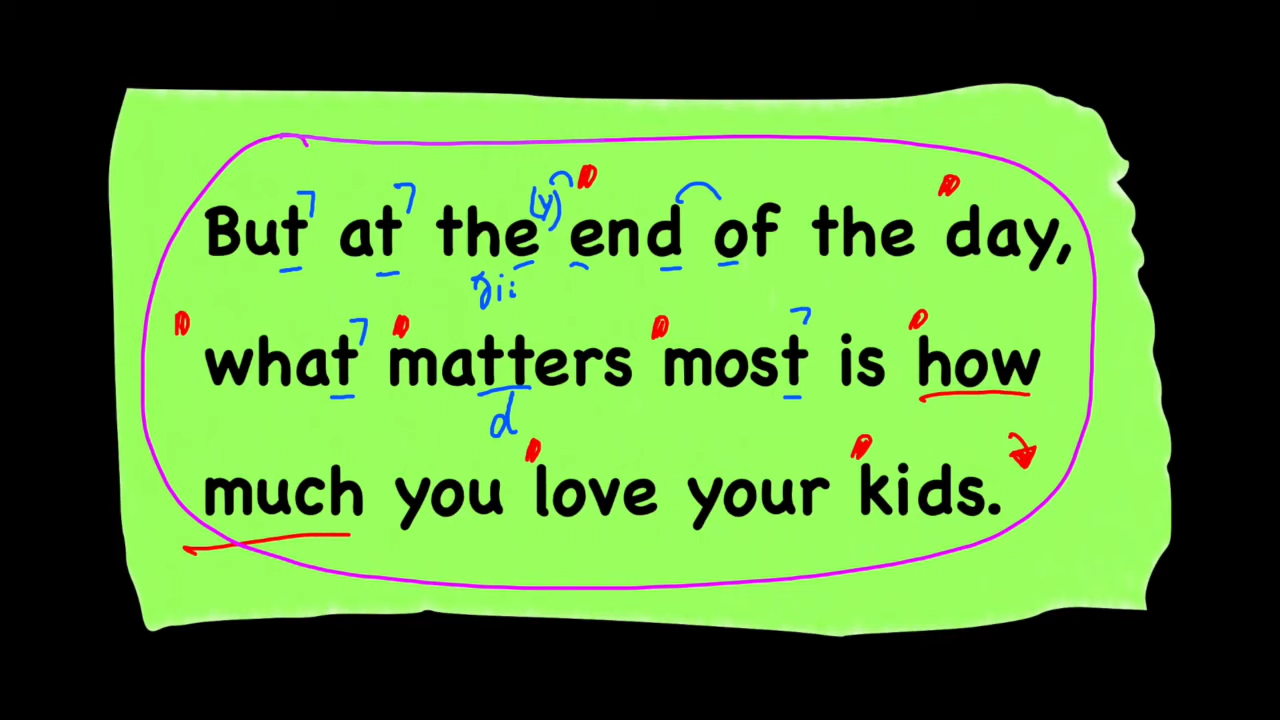 But at the end of the day,
what matters most is how
much you love your kids.
(y)
d